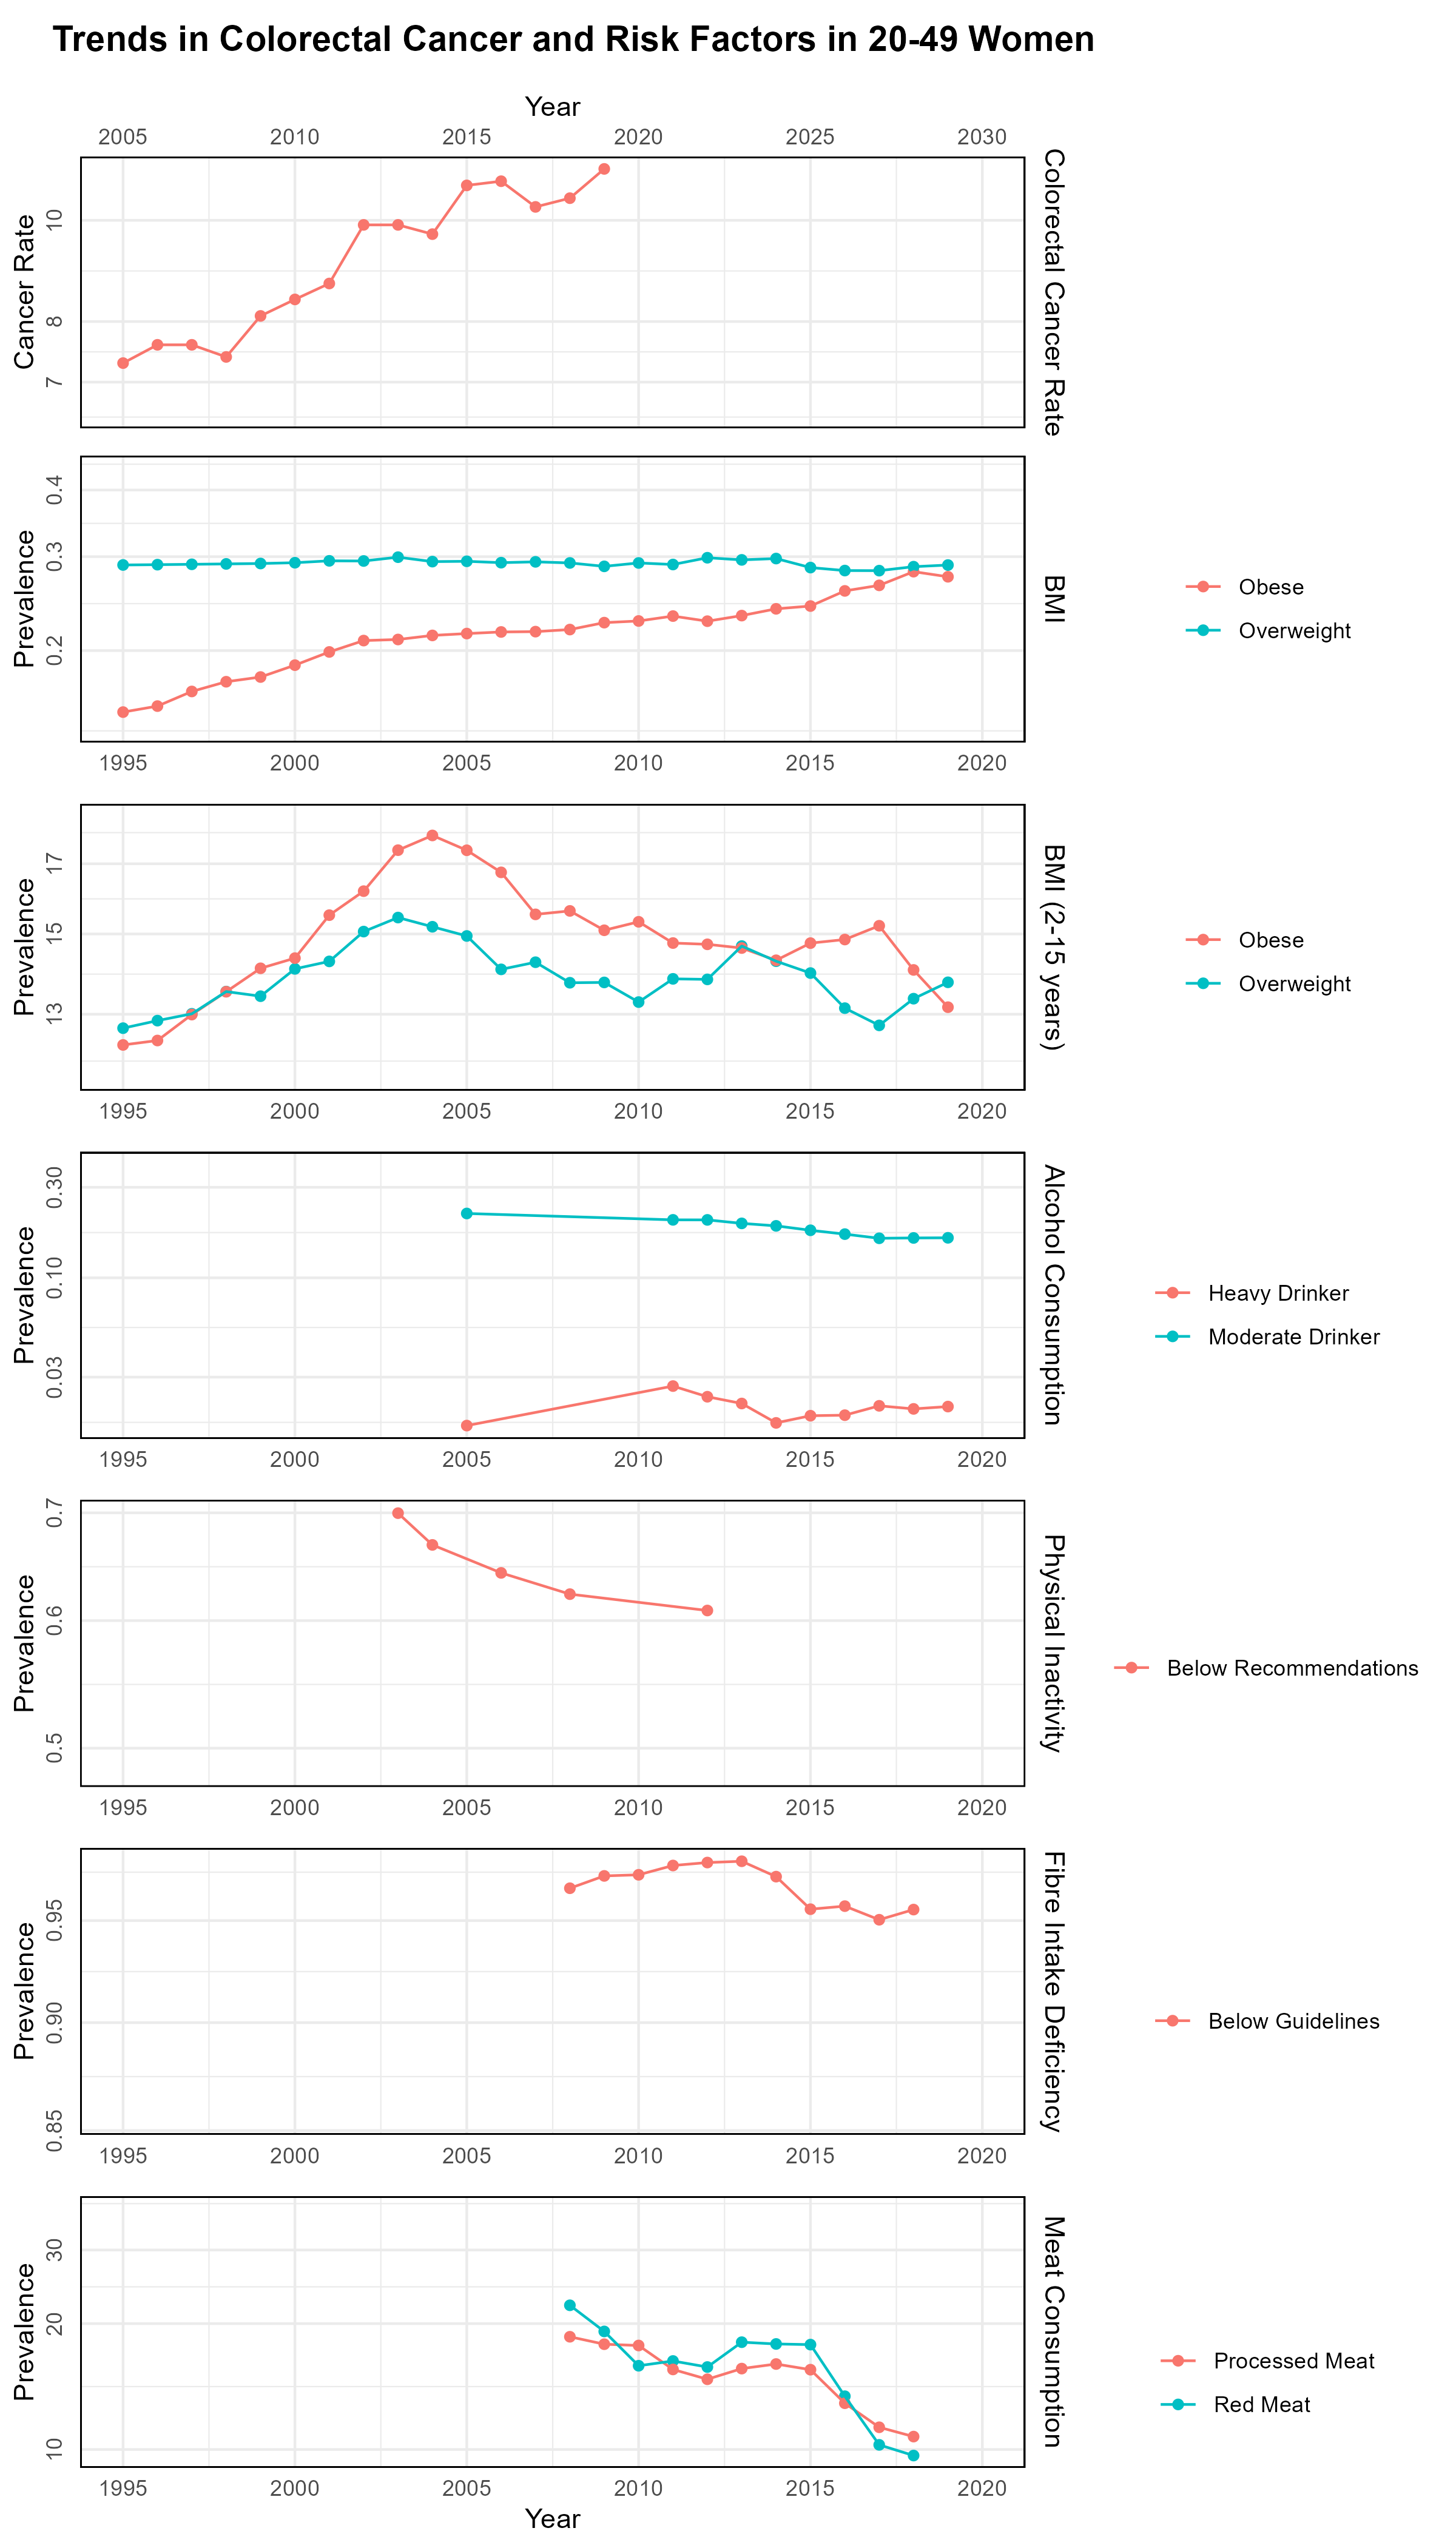 Trends in Colorectal Cancer and Risk Factors in 20-49 Women
Year
2005 2010 2015 2020 2025 2030
Cancer Rate
10
8
7
Colorectal Cancer Rate
Prevalence
0.4
0.3
0.2
BMI
Obese
Overweight
1995 2000 2005 2010 2015 2020
Prevalence
17
15
13
BMI (2-15 years)
Obese
Overweight
1995 2000 2005 2010 2015 2020
Prevalence
0.30
0.10
0.03
Alcohol Consumption
Heavy Drinker
Moderate Drinker
1995 2000 2005 2010 2015 2020
Prevalence
0.7
0.6
0.5
Physical Inactivity
Below Recommendations
1995 2000 2005 2010 2015 2020
Prevalence
0.95
0.90
0.85
Fibre Intake Deficiency
Below Guidelines
1995 2000 2005 2010 2015 2020
Prevalence
30
20
10
Meat Consumption
Processed Meat
Red Meat
1995 2000 2005 2010 2015 2020
Year